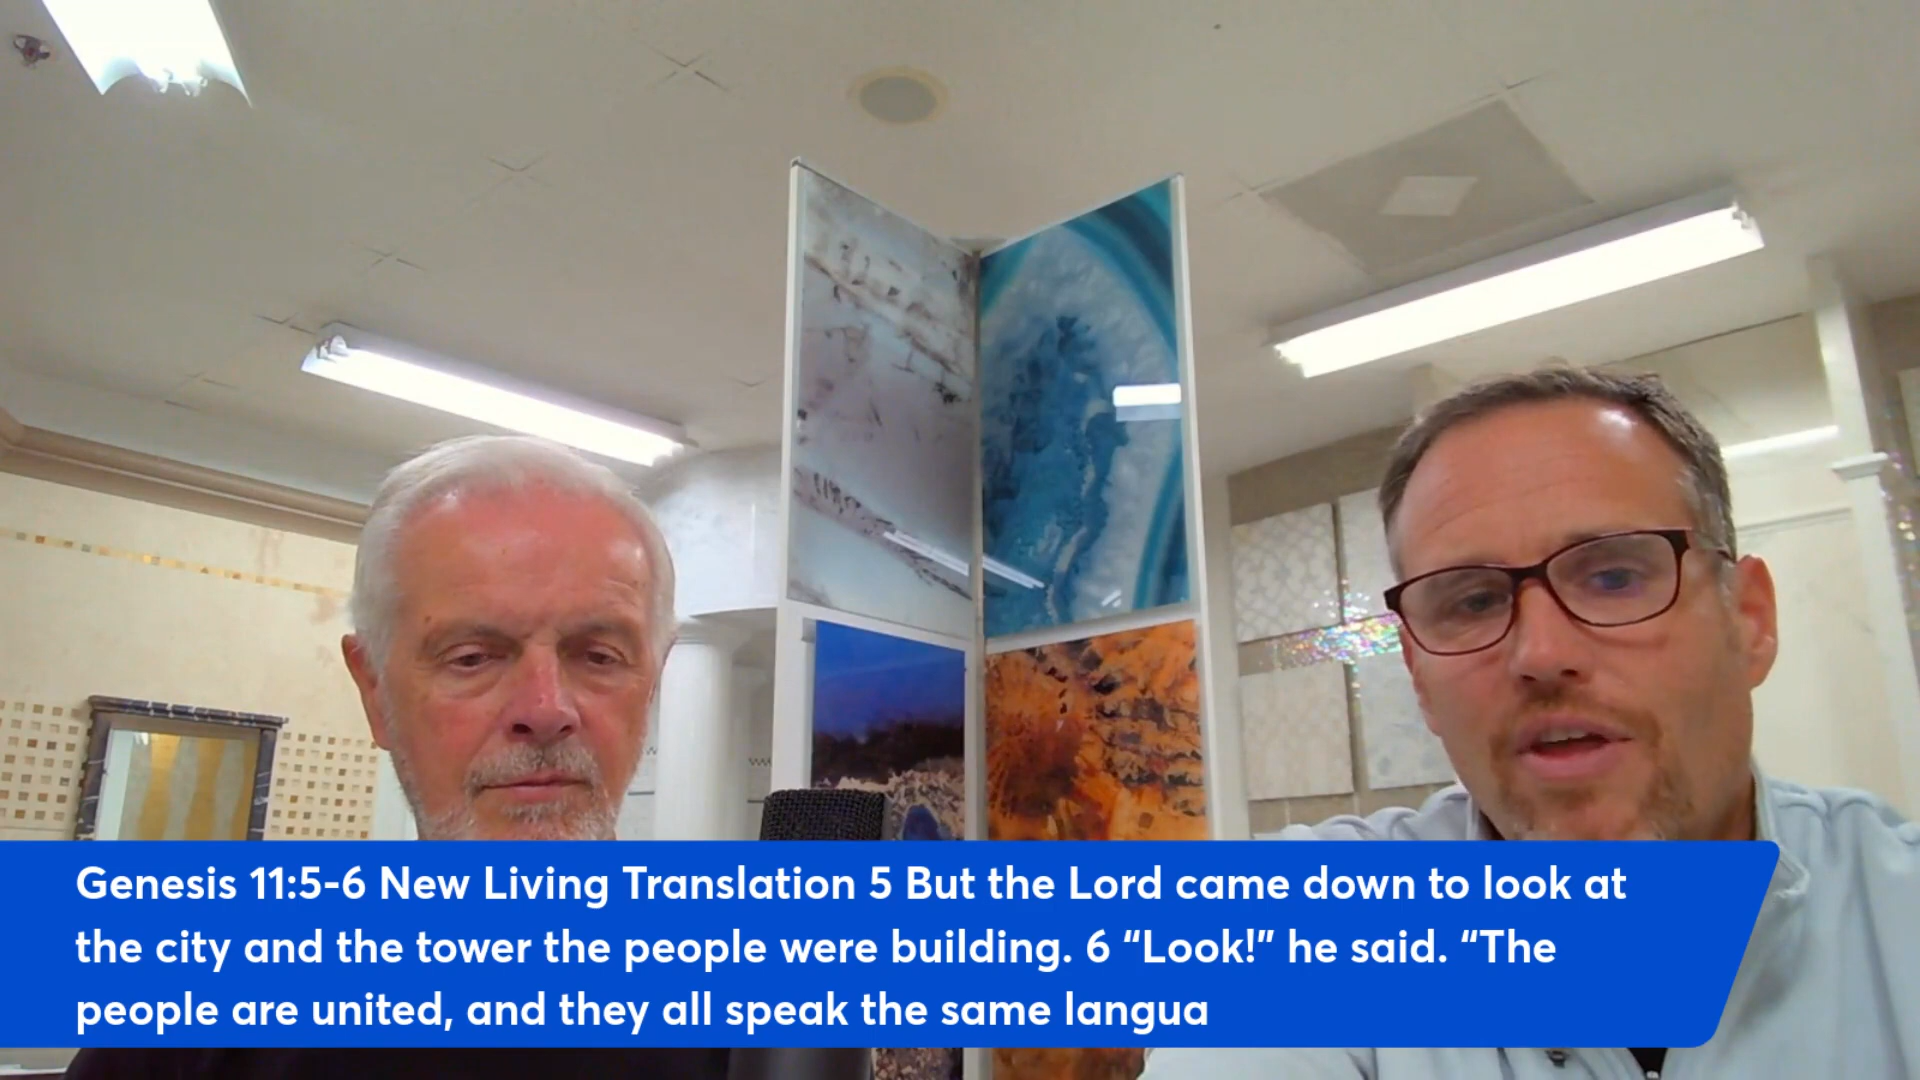 Genesis 11:5-6 New Living Translation 5 But the Lord came down to look at
the city and the tower the people were building. 6 “Look!” he said. “The
people are united, and they all speak the same langua